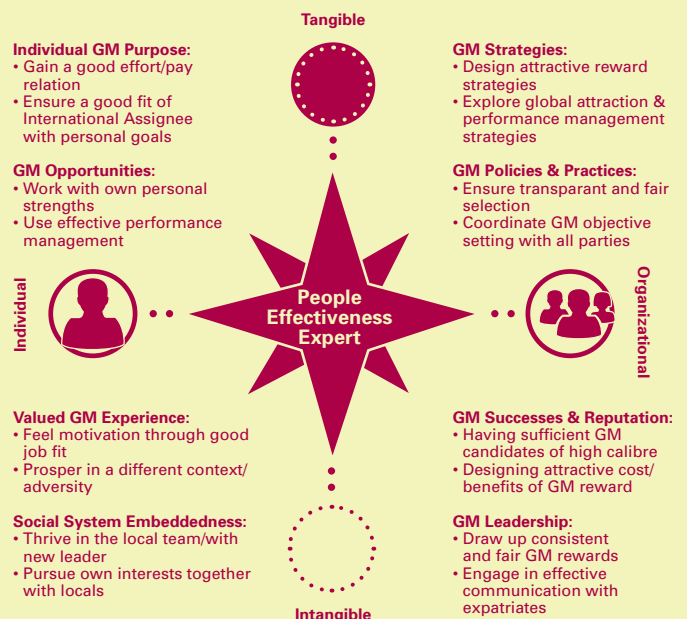 Tangible
Individual GM Purpose:
• Gain a good effort/pay
relation
• Ensure a good fit of
International Assignee
with personal goals
GM Opportunities:
• Work with own personal
strengths
• Use effective performance
management
GM Strategies:
• Design attractive reward
strategies
• Explore global attraction &
performance management
strategies
GM Policies & Practices:
• Ensure transparant and fair
selection
• Coordinate GM objective
setting with all parties
Individual
People
Effectiveness
Expert
Organizational
Valued GM Experience:
• Feel motivation through good
job fit
• Prosper in a different context/
adversity
Social System Embeddedness:
• Thrive in the local team/with
new leader
• Pursue own interests together
with locals
GM Successes & Reputation:
• Having sufficient GM
candidates of high calibre
• Designing attractive cost/
benefits of GM reward
GM Leadership:
• Draw up consistent
and fair GM rewards
• Engage in effective
communication with
expatriates
Intangible